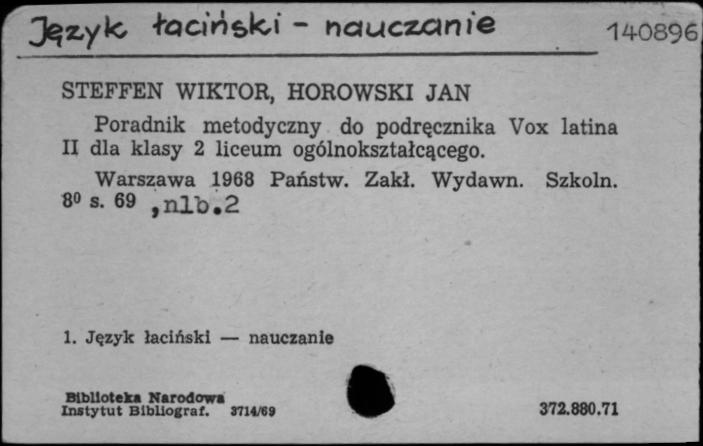 Język łaciński - nauczanie
140896
STEFFEN WIKTOR, HOROWSKI JAN
Poradnik metodyczny do podręcznika Vox latina
II dla klasy 2 liceum ogólnokształcącego.
Warszawa 1968 Państw. Zakł. Wydawn. Szkoln.
8⁰ s. 69 ,nlb.2
1. Język łaciński — nauczanie
Biblioteka Narodowa
Instytut Bibliograf. 3714/69
372.880.71